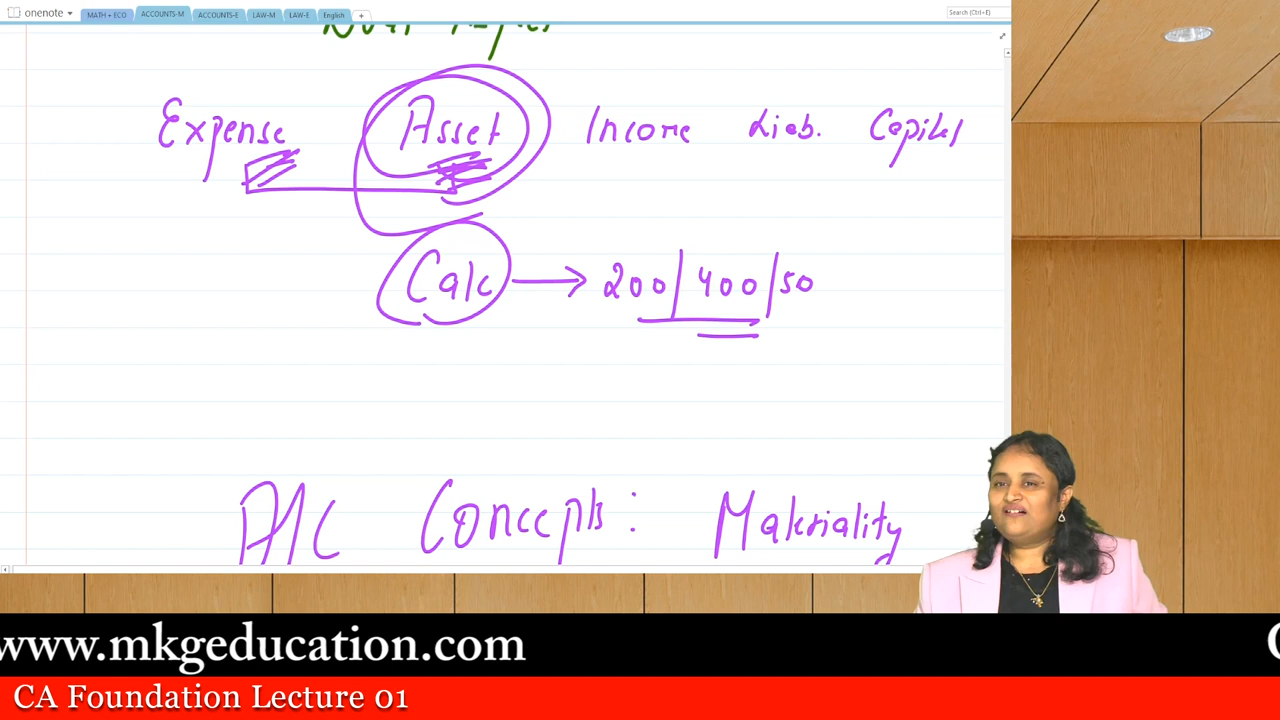 onenote MATH + ECO ACCOUNTS-M ACCOUNTS-E LAW-M LAW-E English + Search (Ctrl+E)
Expense Asset Income Liab. Capital
Calc → 200/400/50
A/C Concepts: Materiality
www.mkgeducation.com
CA Foundation Lecture 01